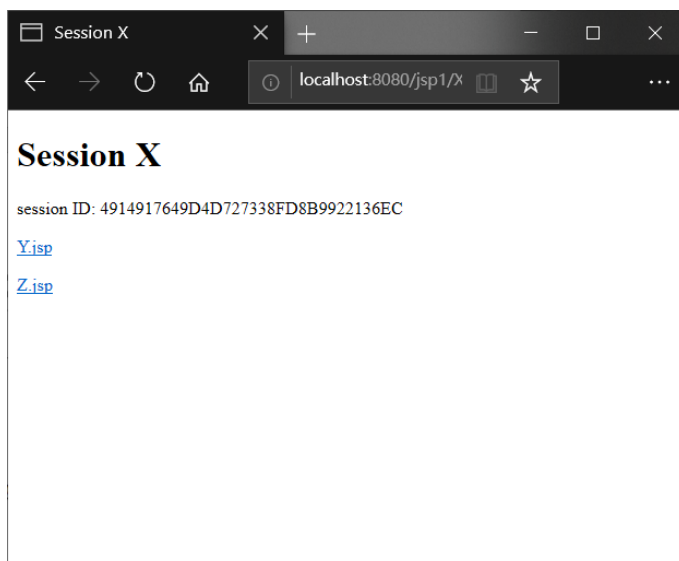 Session X
localhost:8080/jsp1/X
Session X
session ID: 4914917649D4D727338FD8B9922136EC
Y.jsp
Z.jsp